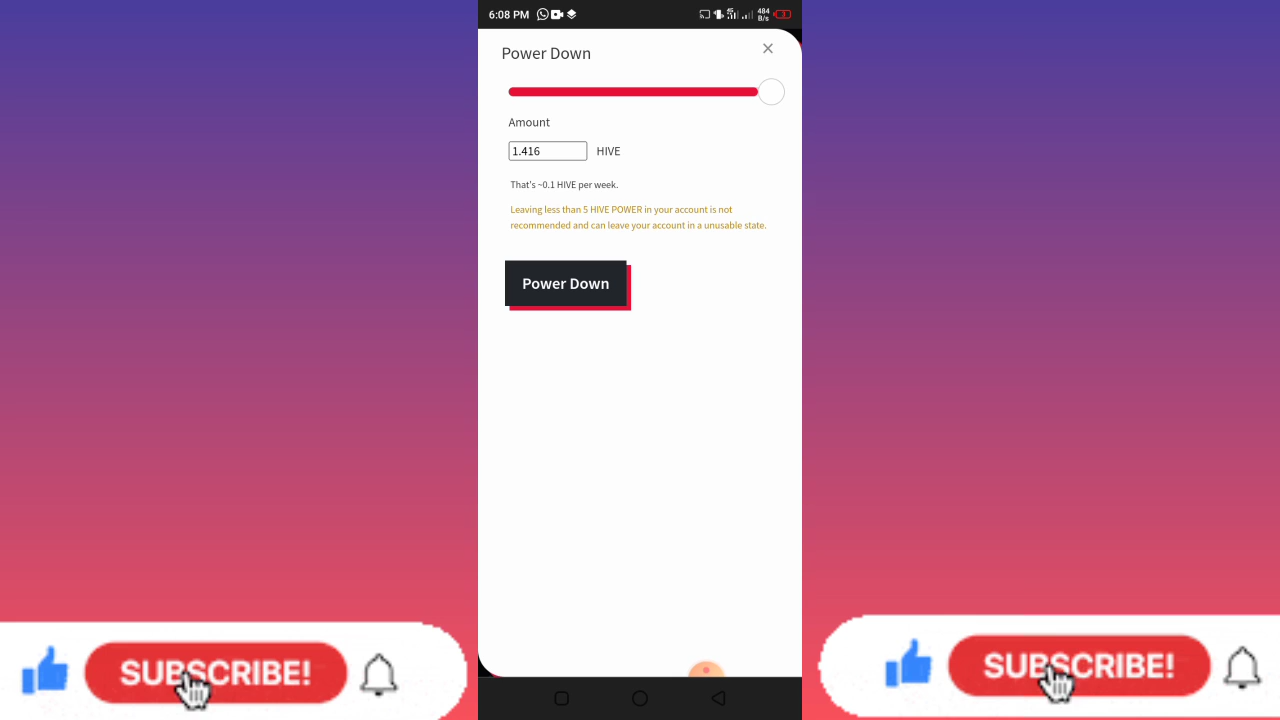 6:08 PM
4G
484
B/s
Power Down
Amount
1.416 HIVE
That's ~0.1 HIVE per week.
Leaving less than 5 HIVE POWER in your account is not
recommended and can leave your account in a unusable state.
Power Down
SUBSCRIBE!
SUBSCRIBE!